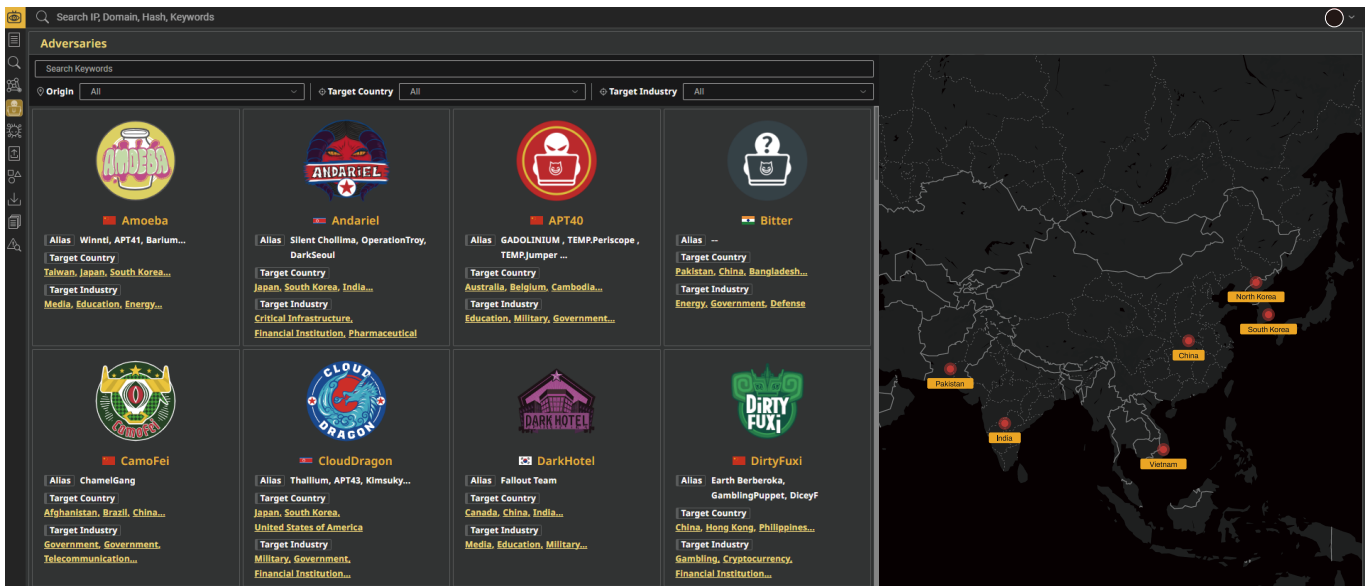 Search IP, Domain, Hash, Keywords
Adversaries
Search Keywords
Origin All Target Country All Target Industry All
AMOEBA
Amoeba
Alias Winnti, APT41, Barium...
Target Country
Taiwan, Japan, South Korea...
Target Industry
Media, Education, Energy...
ANDARIEL
Andariel
Alias Silent Chollima, OperationTroy,
DarkSeoul
Target Country
Japan, South Korea, India...
Target Industry
Critical Infrastructure,
Financial Institution, Pharmaceutical
APT40
Alias GADOLINIUM , TEMP.Periscope ,
TEMP.Jumper ...
Target Country
Australia, Belgium, Cambodia...
Target Industry
Education, Military, Government...
?
Bitter
Alias --
Target Country
Pakistan, China, Bangladesh...
Target Industry
Energy, Government, Defense
Camofei
CamoFei
Alias ChamelGang
Target Country
Afghanistan, Brazil, China...
Target Industry
Government, Government,
Telecommunication...
CLOUD
DRAGON
CloudDragon
Alias Thallium, APT43, Kimsuky...
Target Country
Japan, South Korea,
United States of America
Target Industry
Military, Government,
Financial Institution...
DARK HOTEL
DarkHotel
Alias Fallout Team
Target Country
Canada, China, India...
Target Industry
Media, Education, Military...
DiRTY
FUXi
DirtyFuxi
Alias Earth Berberoka,
GamblingPuppet, DiceyF
Target Country
China, Hong Kong, Philippines...
Target Industry
Gambling, Cryptocurrency,
Financial Institution...
North Korea
South Korea
China
Pakistan
India
Vietnam